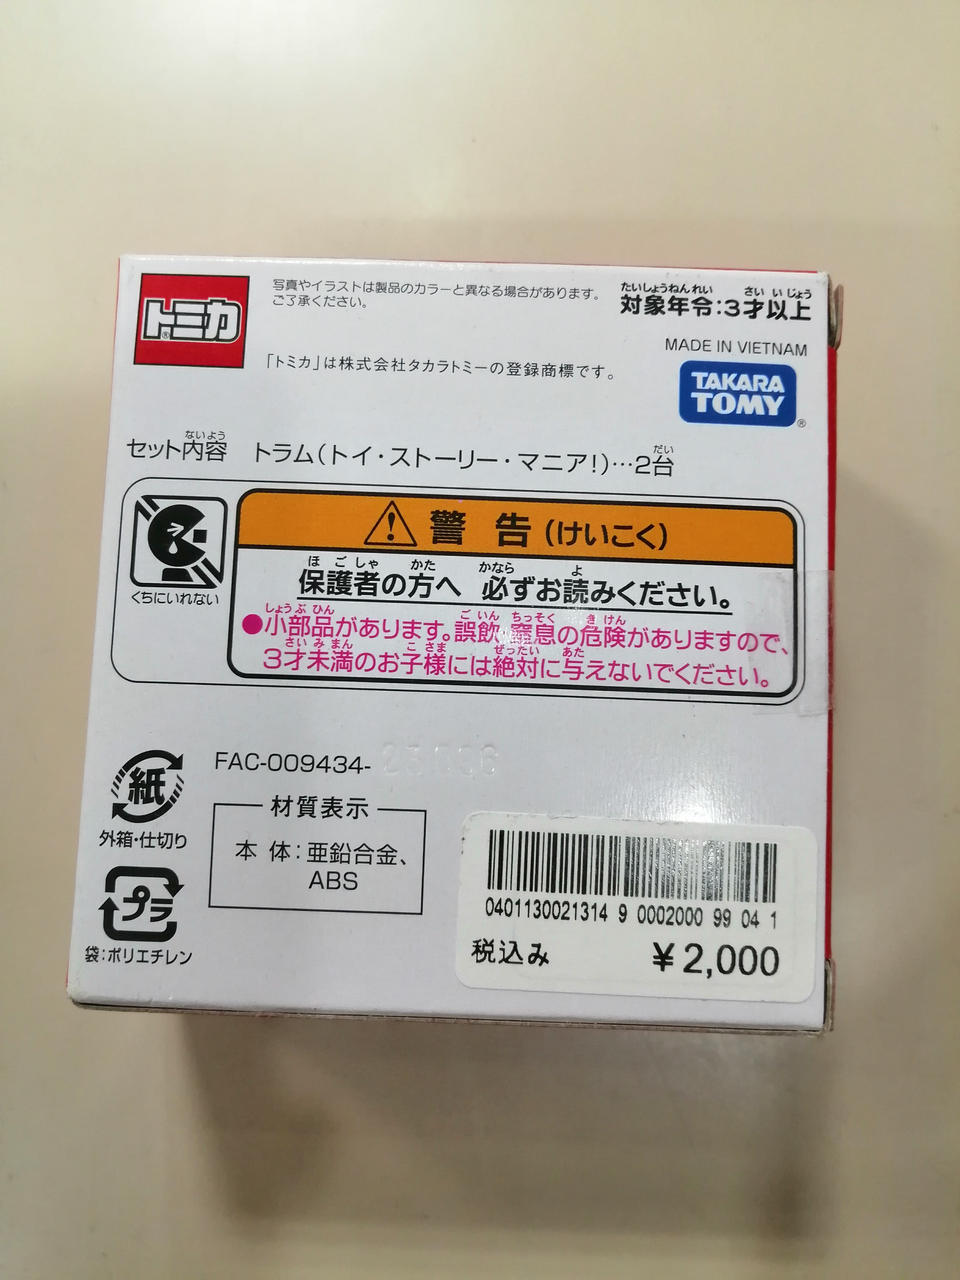 トミカ®
写真やイラストは製品のカラーと異なる場合があります。
ご了承ください。
たいしょうねんれい さい いじょう
対象年令:3才以上
MADE IN VIETNAM
「トミカ」は株式会社タカラトミーの登録商標です。
TAKARA
TOMY®
ないよう だい
セット内容 トラム(トイ・ストーリー・マニア!)…2台
警告(けいこく)
ほごしゃ かた かなら よ
保護者の方へ 必ずお読みください。
くちにいれない
しょうぶひん ごいん ちっそく きけん
●小部品があります。誤飲、窒息の危険がありますので、
さいみまん こさま ぜったい あた
3才未満のお子様には絶対に与えないでください。
FAC-009434-
紙
外箱・仕切り
材質表示
本体:亜鉛合金、
ABS
プラ
袋:ポリエチレン
0401130021314 9 0002000 99 04 1
税込み ¥2,000